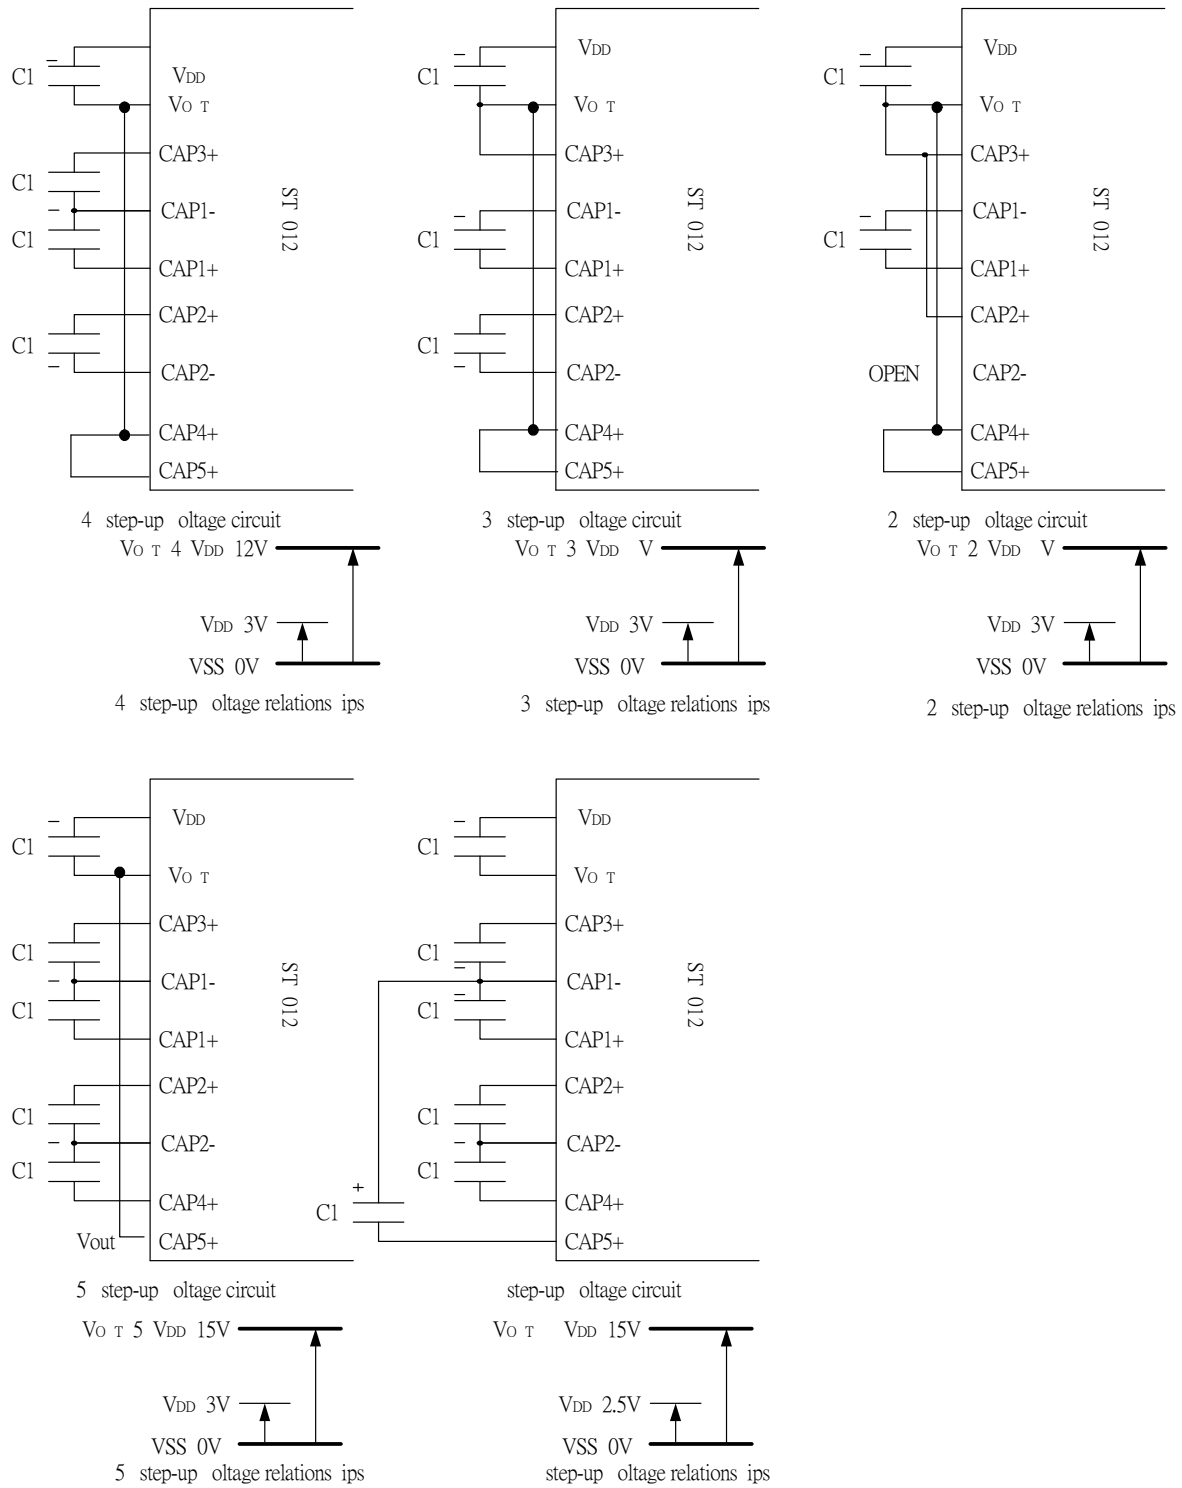 VDD
C1
VDD
VO T
CAP3+
C1
CAP1-
C1
CAP1+
CAP2+
C1
CAP2-
CAP4+
CAP5+
ST 012
4 step-up oltage circuit
VO T 4 VDD 12V
VDD 3V
VSS 0V
4 step-up oltage relations ips
VDD
C1
VO T
CAP3+
CAP1-
C1
CAP1+
CAP2+
C1
CAP2-
CAP4+
CAP5+
ST 012
3 step-up oltage circuit
VO T 3 VDD V
VDD 3V
VSS 0V
3 step-up oltage relations ips
VDD
C1
VO T
CAP3+
CAP1-
C1
CAP1+
CAP2+
OPEN CAP2-
CAP4+
CAP5+
ST 012
2 step-up oltage circuit
VO T 2 VDD V
VDD 3V
VSS 0V
2 step-up oltage relations ips
VDD
C1
VO T
CAP3+
C1
CAP1-
C1
CAP1+
CAP2+
C1
CAP2-
C1
CAP4+
Vout CAP5+
ST 012
5 step-up oltage circuit
VO T 5 VDD 15V
VDD 3V
VSS 0V
5 step-up oltage relations ips
VDD
C1
VO T
CAP3+
C1
CAP1-
C1
CAP1+
CAP2+
C1
CAP2-
C1
+
CAP4+
C1
CAP5+
ST 012
step-up oltage circuit
VO T VDD 15V
VDD 2.5V
VSS 0V
step-up oltage relations ips